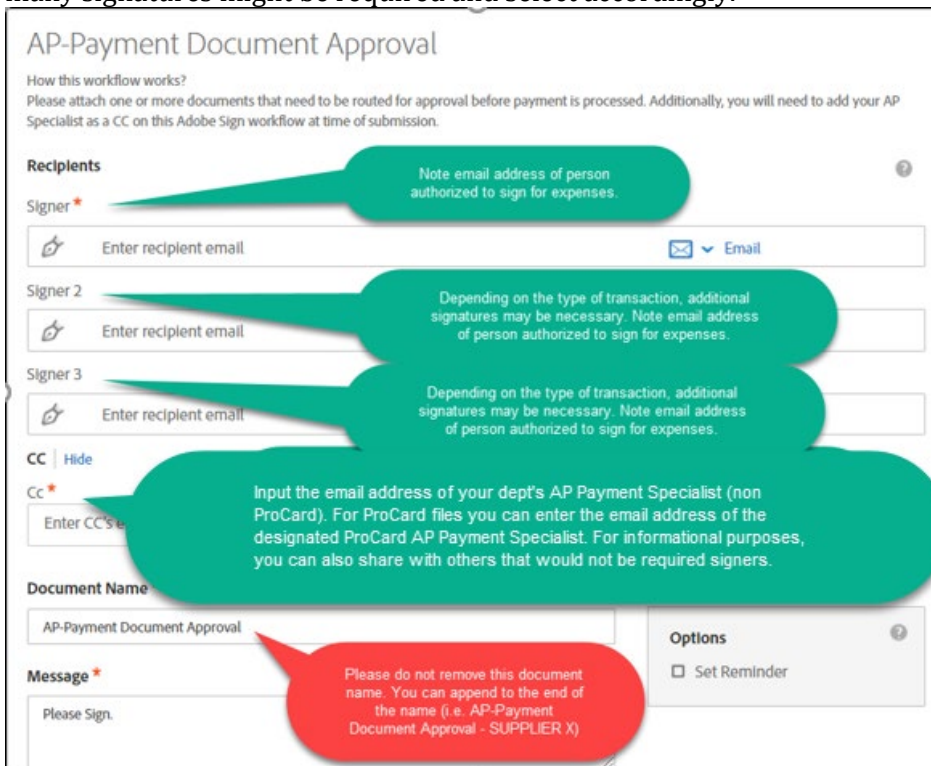 many signatures might be required and select accordingly.
AP-Payment Document Approval
How this workflow works?
Please attach one or more documents that need to be routed for approval before payment is processed. Additionally, you will need to add your AP
Specialist as a CC on this Adobe Sign workflow at time of submission.
Recipients
Note email address of person
authorized to sign for expenses.
Signer *
Enter recipient email
Email
Signer 2
Depending on the type of transaction, additional
signatures may be necessary. Note email address
of person authorized to sign for expenses.
Enter recipient email
Signer 3
Depending on the type of transaction, additional
signatures may be necessary. Note email address
of person authorized to sign for expenses.
Enter recipient email
CC | Hide
Cc *
Enter CC's e
Input the email address of your dept's AP Payment Specialist (non
ProCard). For ProCard files you can enter the email address of the
designated ProCard AP Payment Specialist. For informational purposes,
you can also share with others that would not be required signers.
Document Name
AP-Payment Document Approval
Please do not remove this document
name. You can append to the end of
the name (i.e. AP-Payment
Document Approval - SUPPLIER X)
Options
Set Reminder
Message *
Please Sign.